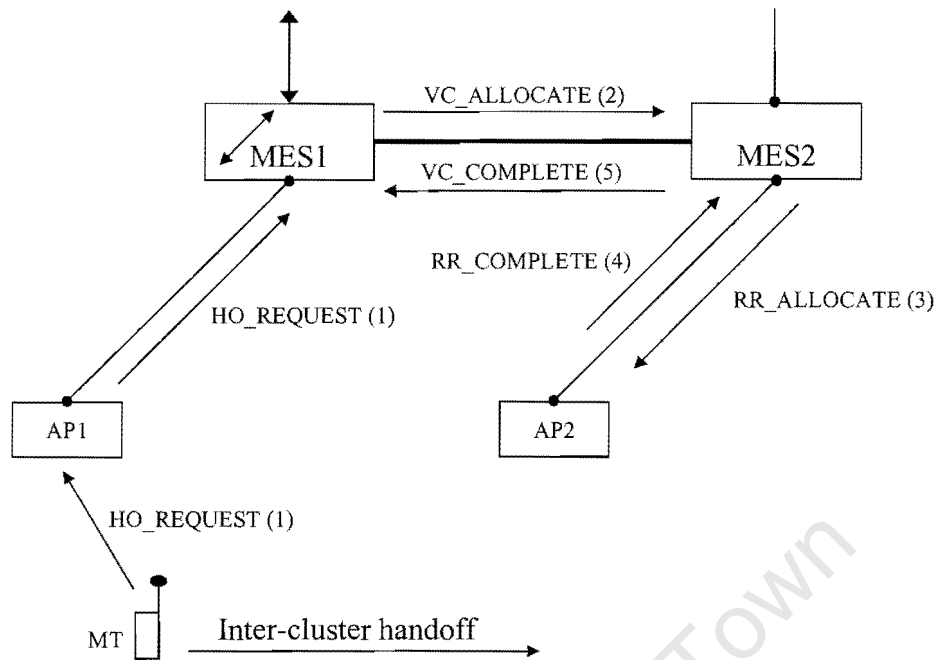 VC_ALLOCATE (2)
MES1
MES2
VC_COMPLETE (5)
RR_COMPLETE (4)
RR_ALLOCATE (3)
HO_REQUEST (1)
AP1
AP2
HO_REQUEST (1)
MT
Inter-cluster handoff
Town